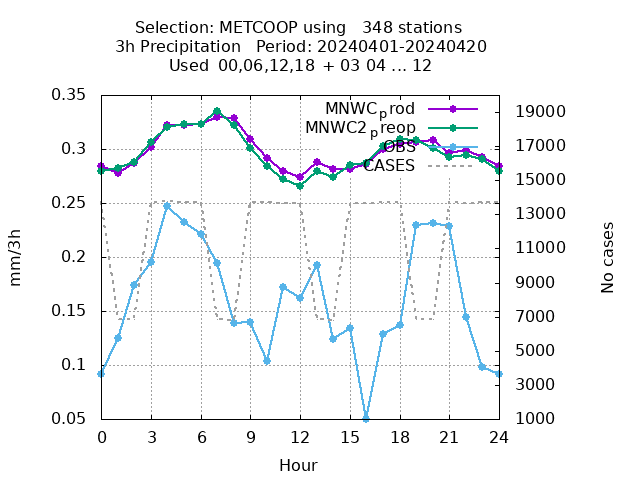 Selection: METCOOP using 348 stations
3h Precipitation Period: 20240401-20240420
Used 00,06,12,18 + 03 04 ... 12
MNWCprod
MNWC2preop
OBS
CASES
0.35
0.3
0.25
0.2
0.15
0.1
0.05
mm/3h
19000
17000
15000
13000
11000
9000
7000
5000
3000
1000
No cases
0 3 6 9 12 15 18 21 24
Hour